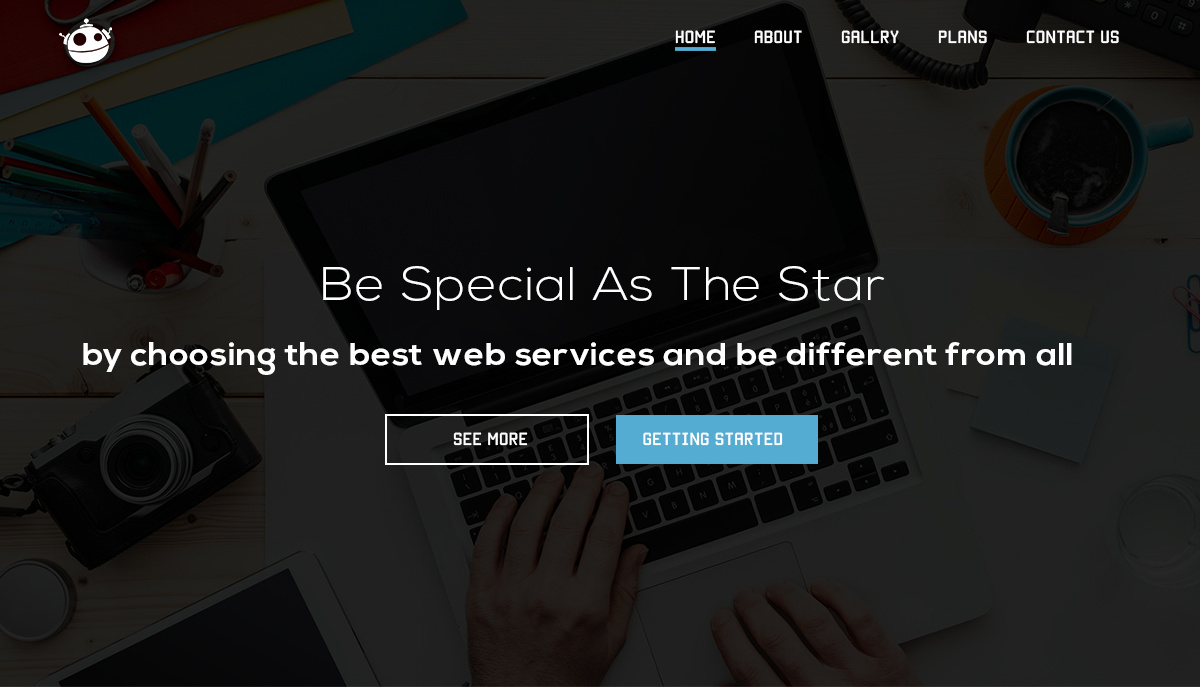 HOME ABOUT GALLRY PLANS CONTACT US
Be Special As The Star
by choosing the best web services and be different from all
SEE MORE GETTING STARTED